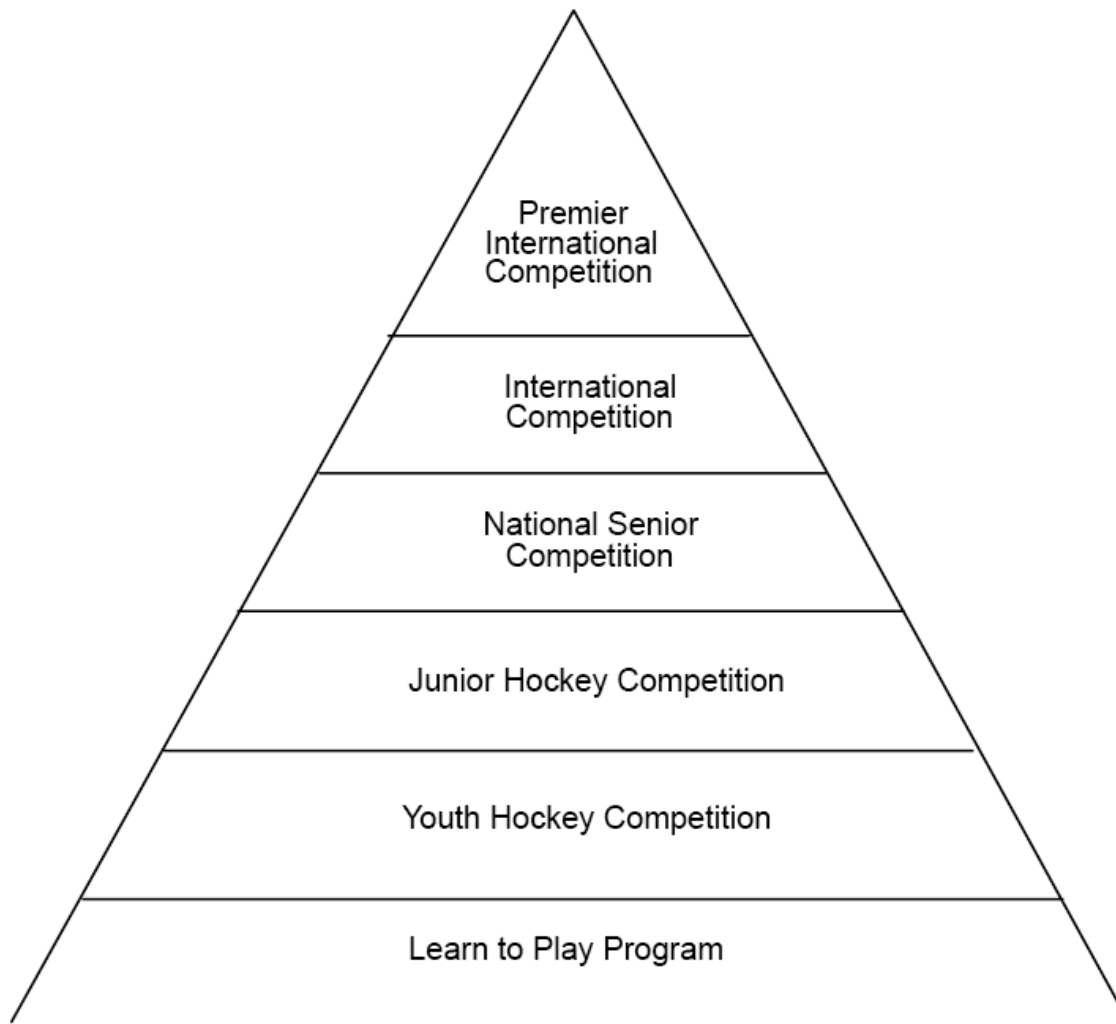 Premier
International
Competition
International
Competition
National Senior
Competition
Junior Hockey Competition
Youth Hockey Competition
Learn to Play Program